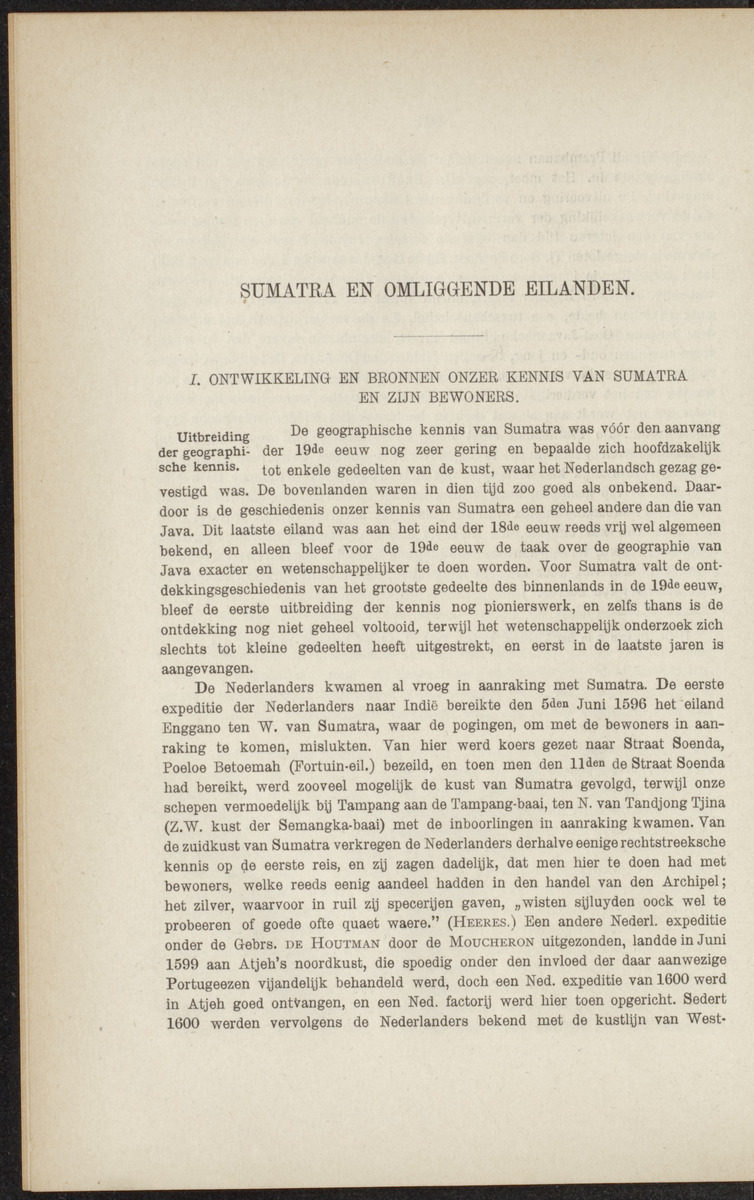 SUMATRA EN OMLIGGENDE EILANDEN.
I. ONTWIKKELING EN BRONNEN ONZER KENNIS VAN SUMATRA
EN ZIJN BEWONERS.
Uitbreiding
der geographi-
sche kennis.
De geographische kennis van Sumatra was vóór den aanvang
der 19de eeuw nog zeer gering en bepaalde zich hoofdzakelijk
tot enkele gedeelten van de kust, waar het Nederlandsch gezag ge-
vestigd was. De bovenlanden waren in dien tijd zoo goed als onbekend. Daar-
door is de geschiedenis onzer kennis van Sumatra een geheel andere dan die van
Java. Dit laatste eiland was aan het eind der 18de eeuw reeds vrij wel algemeen
bekend, en alleen bleef voor de 19de eeuw de taak over de geographie van
Java exacter en wetenschappelijker te doen worden. Voor Sumatra valt de ont-
dekkingsgeschiedenis van het grootste gedeelte des binnenlands in de 19de eeuw,
bleef de eerste uitbreiding der kennis nog pionierswerk, en zelfs thans is de
ontdekking nog niet geheel voltooid, terwijl het wetenschappelijk onderzoek zich
slechts tot kleine gedeelten heeft uitgestrekt, en eerst in de laatste jaren is
aangevangen.
De Nederlanders kwamen al vroeg in aanraking met Sumatra. De eerste
expeditie der Nederlanders naar Indië bereikte den 5den Juni 1596 het eiland
Enggano ten W. van Sumatra, waar de pogingen, om met de bewoners in aan-
raking te komen, mislukten. Van hier werd koers gezet naar Straat Soenda,
Poeloe Betoemah (Fortuin-eil.) bezeild, en toen men den 11den de Straat Soenda
had bereikt, werd zooveel mogelijk de kust van Sumatra gevolgd, terwijl onze
schepen vermoedelijk bij Tampang aan de Tampang-baai, ten N. van Tandjong Tjina
(Z.W. kust der Semangka-baai) met de inboorlingen in aanraking kwamen. Van
de zuidkust van Sumatra verkregen de Nederlanders derhalve eenige rechtstreeksche
kennis op de eerste reis, en zij zagen dadelijk, dat men hier te doen had met
bewoners, welke reeds eenig aandeel hadden in den handel van den Archipel;
het zilver, waarvoor in ruil zij specerijen gaven, „wisten sijluyden oock wel te
probeeren of goede ofte quaet waere.” (HEERES.) Een andere Nederl. expeditie
onder de Gebrs. DE HOUTMAN door de MOUCHERON uitgezonden, landde in Juni
1599 aan Atjeh's noordkust, die spoedig onder den invloed der daar aanwezige
Portugeezen vijandelijk behandeld werd, doch een Ned. expeditie van 1600 werd
in Atjeh goed ontvangen, en een Ned. factorij werd hier toen opgericht. Sedert
1600 werden vervolgens de Nederlanders bekend met de kustlijn van West-